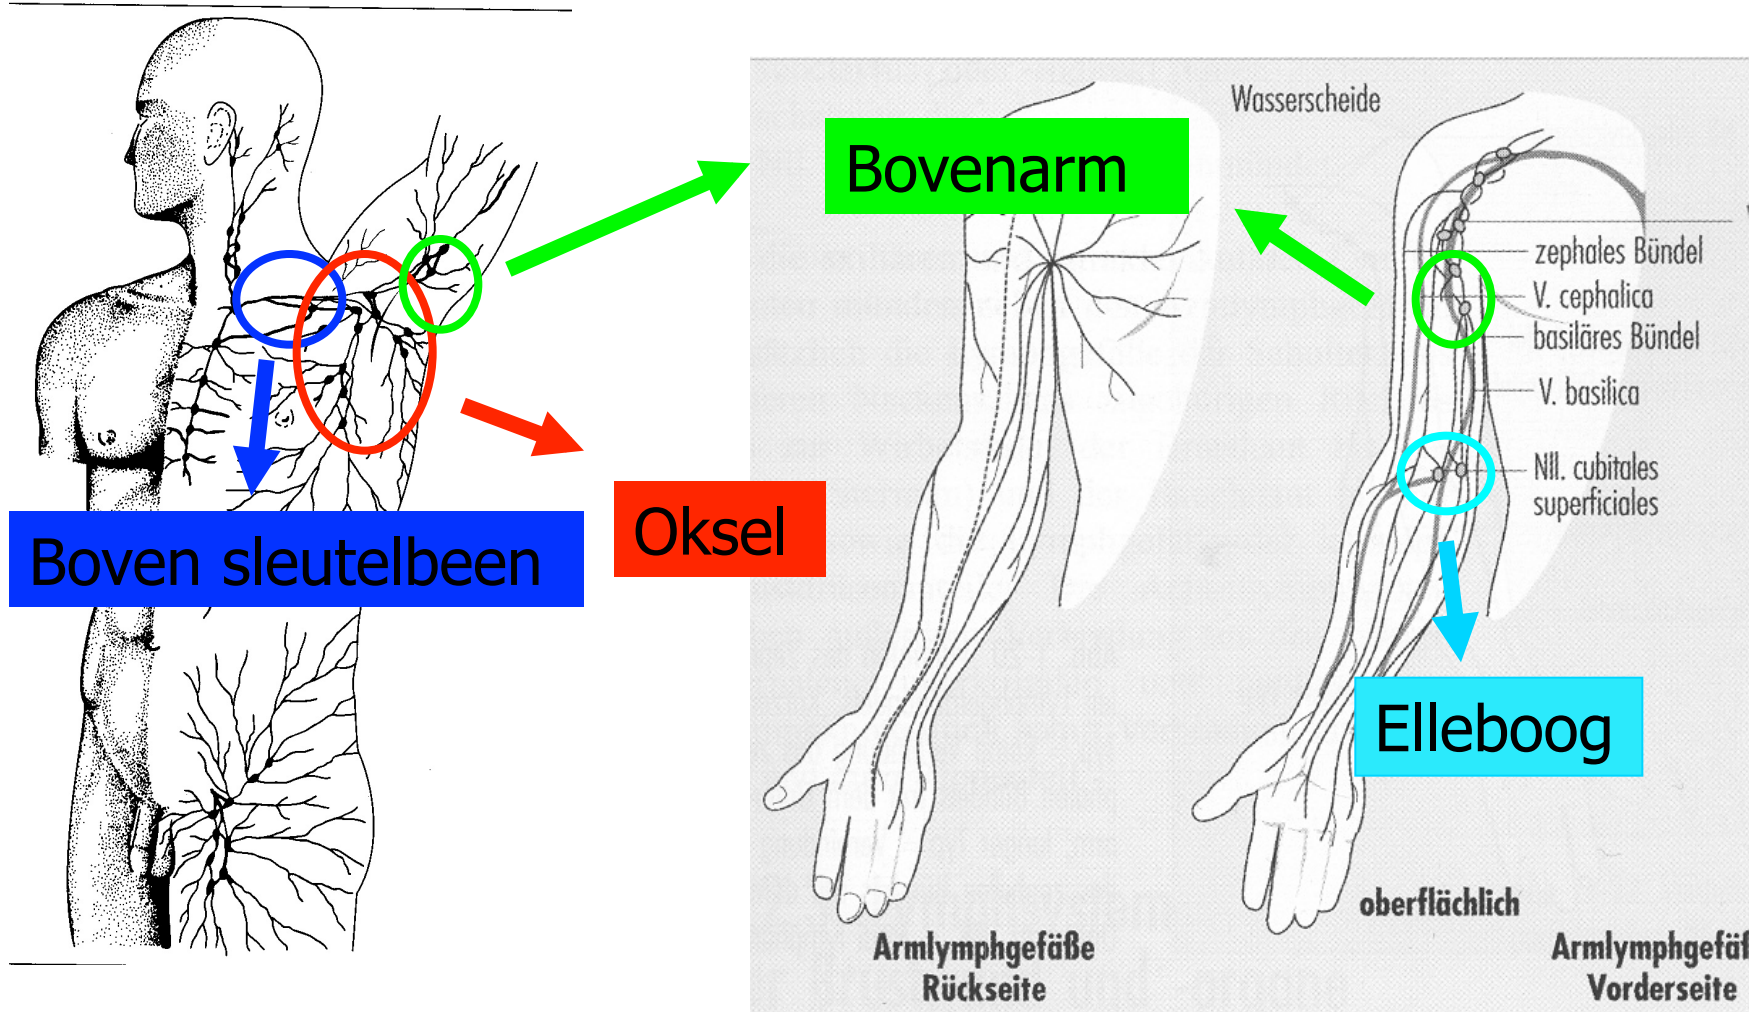 Wasserscheide
Bovenarm
zephales Bündel
V. cephalica
basiläres Bündel
V. basilica
Nll. cubitales
superficiales
Oksel
Boven sleutelbeen
Elleboog
oberflächlich
Armlymphgefäße
Rückseite
Armlymphgefäß
Vorderseite